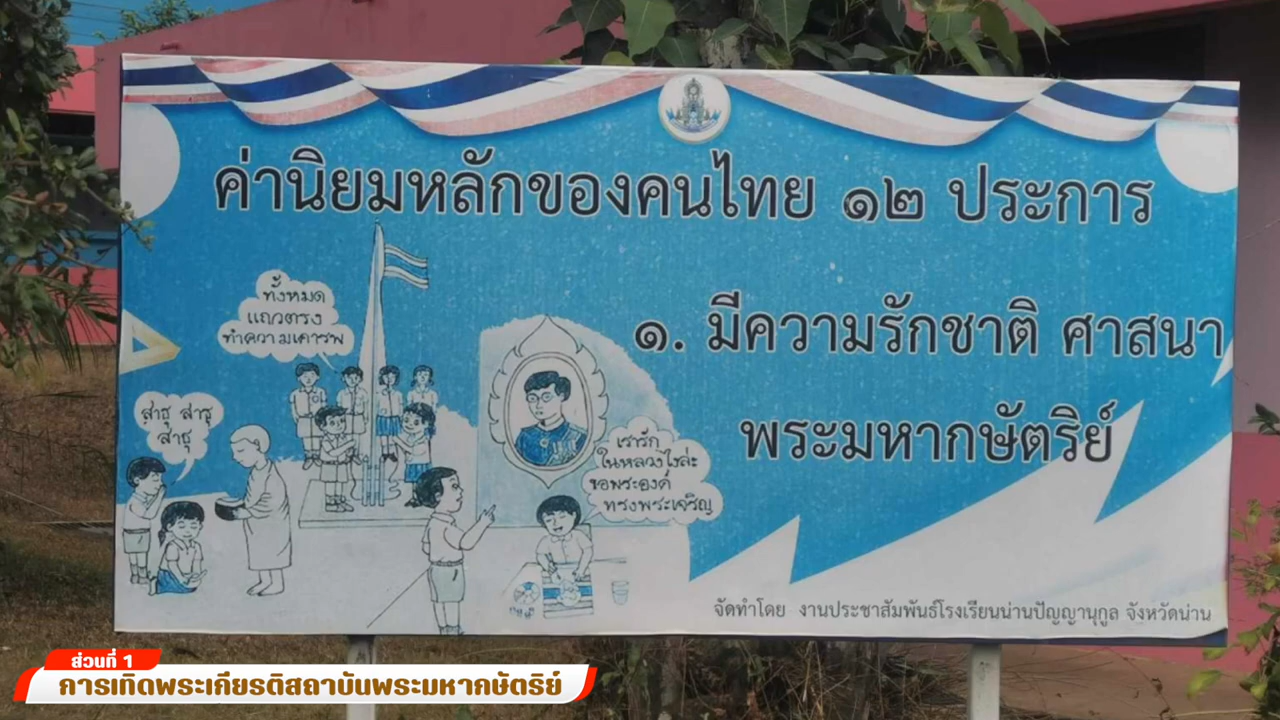 ค่านิยมหลักของคนไทย ๑๒ ประการ
๑. มีความรักชาติ ศาสนา
พระมหากษัตริย์
ทั้งหมด
แถวตรง
ทำความเคารพ
สาธุ สาธุ
สาธุ
เรารัก
ในหลวงไงล่ะ
ขอพระองค์
ทรงพระเจริญ
จัดทำโดย งานประชาสัมพันธ์โรงเรียนน่านปัญญานุกูล จังหวัดน่าน
ส่วนที่ 1
การเทิดพระเกียรติสถาบันพระมหากษัตริย์